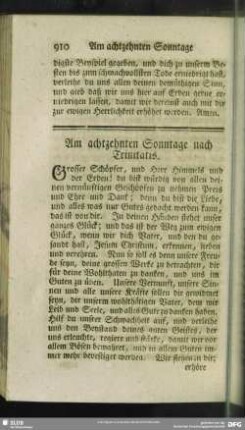 910 Am achtzehnten Sonntage
digste Beyspiel gegeben, und dich zu unserm Be-
sten bis zum schmachvollsten Tode erniedrigt hast,
verleihe du uns allen deinen demüthigen Sinn,
und gieb daß wir uns hier auf Erden gerne er-
niedrigen lassen, damit wir dereinst auch mit dir
zur ewigen Herrlichkeit erhöhet werden. Amen.
Am achtzehnten Sonntage nach
Trinitatis.
Grosser Schöpfer, und Herr Himmels und
der Erden! du bist würdig von allen dei-
nen vernünftigen Geschöpfen zu nehmen Preis
und Ehre und Dank; denn du bist die Liebe,
und alles was nur Gutes gedacht werden kann,
das ist von dir. In deinen Händen stehet unser
ganzes Glück; und das ist der Weg zum ewigen
Glück, wenn wir dich Vater, und den du ge-
sandt hast, Jesum Christum, erkennen, lieben
und verehren. Nun so soll es denn unsere Freu-
de seyn, deine grossen Werke zu betrachten, dir
für deine Wohlthaten zu danken, und uns im
Guten zu üben. Unsere Vernunft, unsere Sin-
nen und alle unsere Kräfte sollen dir gewidmet
seyn, der unserm wohlthätigen Vater, dem wir
Leib und Seele, und alles Gute zu danken haben.
Hilf du unsrer Schwachheit auf, und verleihe
uns den Beystand deines guten Geistes, der
uns erleuchte, regiere und stärke, damit wir vor
allem Bösen bewahret, und in allem Guten im-
mer mehr bevestiget werden. Wir flehen zu dir,
erhöre
SLUB